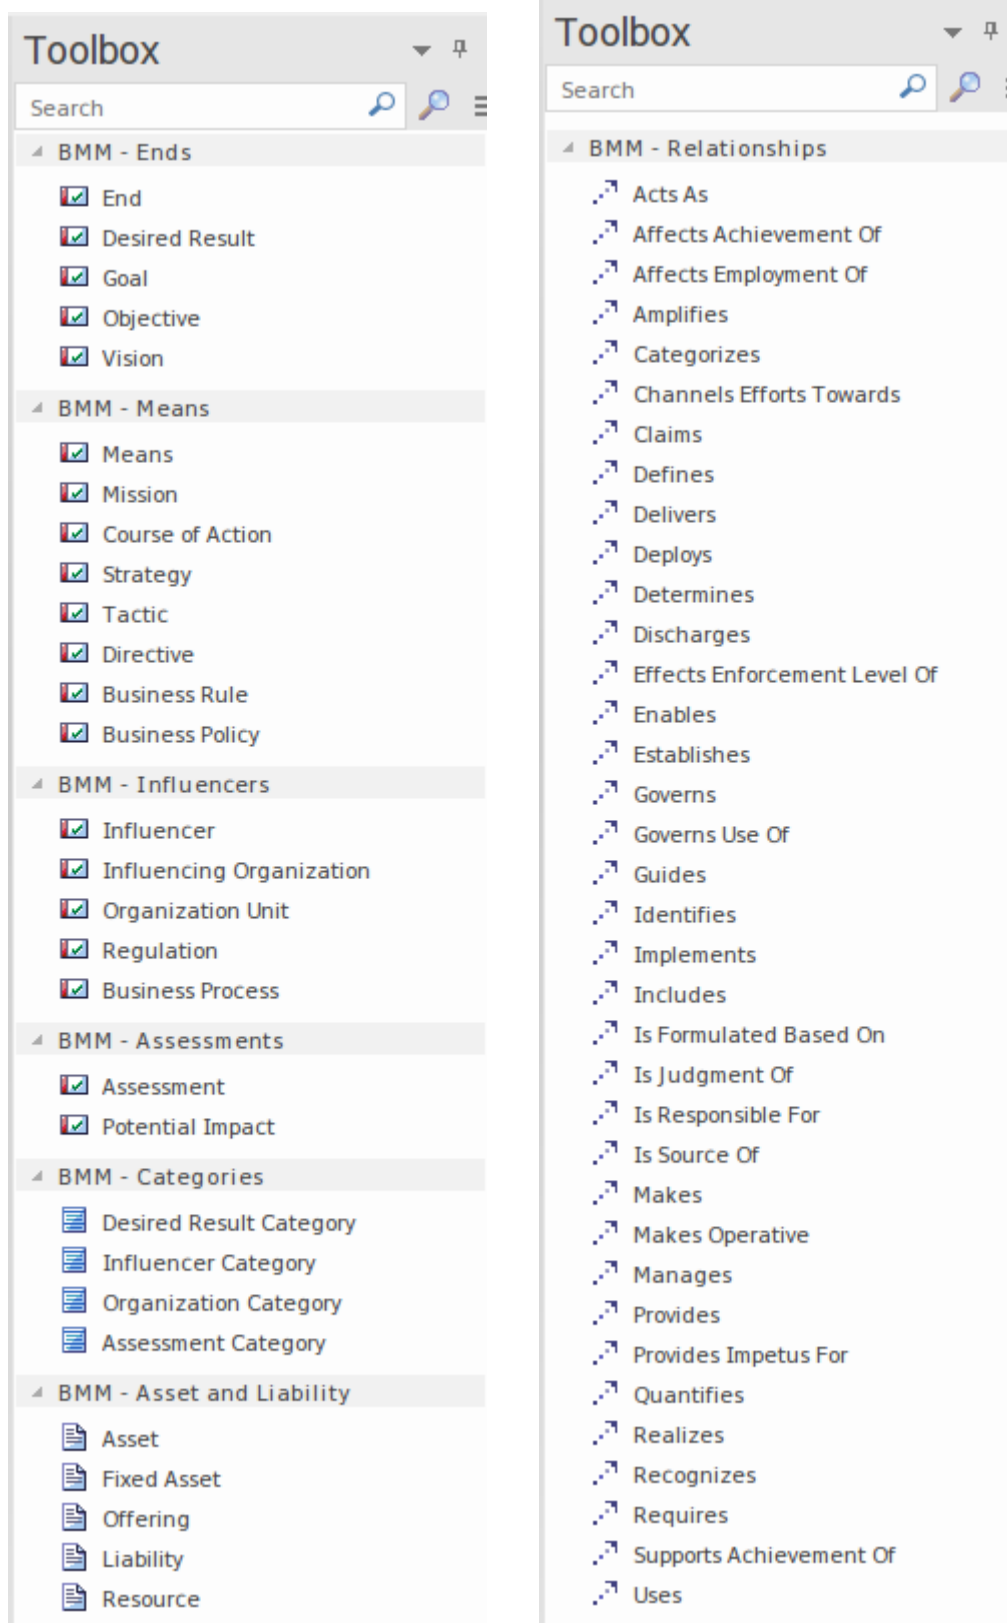 Toolbox
Search
BMM - Ends
End
Desired Result
Goal
Objective
Vision
BMM - Means
Means
Mission
Course of Action
Strategy
Tactic
Directive
Business Rule
Business Policy
BMM - Influencers
Influencer
Influencing Organization
Organization Unit
Regulation
Business Process
BMM - Assessments
Assessment
Potential Impact
BMM - Categories
Desired Result Category
Influencer Category
Organization Category
Assessment Category
BMM - Asset and Liability
Asset
Fixed Asset
Offering
Liability
Resource
Toolbox
Search
BMM - Relationships
Acts As
Affects Achievement Of
Affects Employment Of
Amplifies
Categorizes
Channels Efforts Towards
Claims
Defines
Delivers
Deploys
Determines
Discharges
Effects Enforcement Level Of
Enables
Establishes
Governs
Governs Use Of
Guides
Identifies
Implements
Includes
Is Formulated Based On
Is Judgment Of
Is Responsible For
Is Source Of
Makes
Makes Operative
Manages
Provides
Provides Impetus For
Quantifies
Realizes
Recognizes
Requires
Supports Achievement Of
Uses